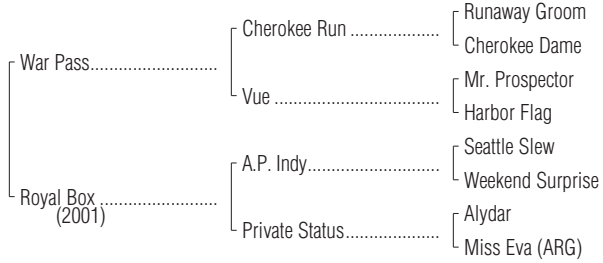 Runaway Groom
Cherokee Run ..................
Cherokee Dame
War Pass.........................
Mr. Prospector
Vue .................................
Harbor Flag
Seattle Slew
A.P. Indy..........................
Weekend Surprise
Royal Box .......................
(2001)
Alydar
Private Status...................
Miss Eva (ARG)